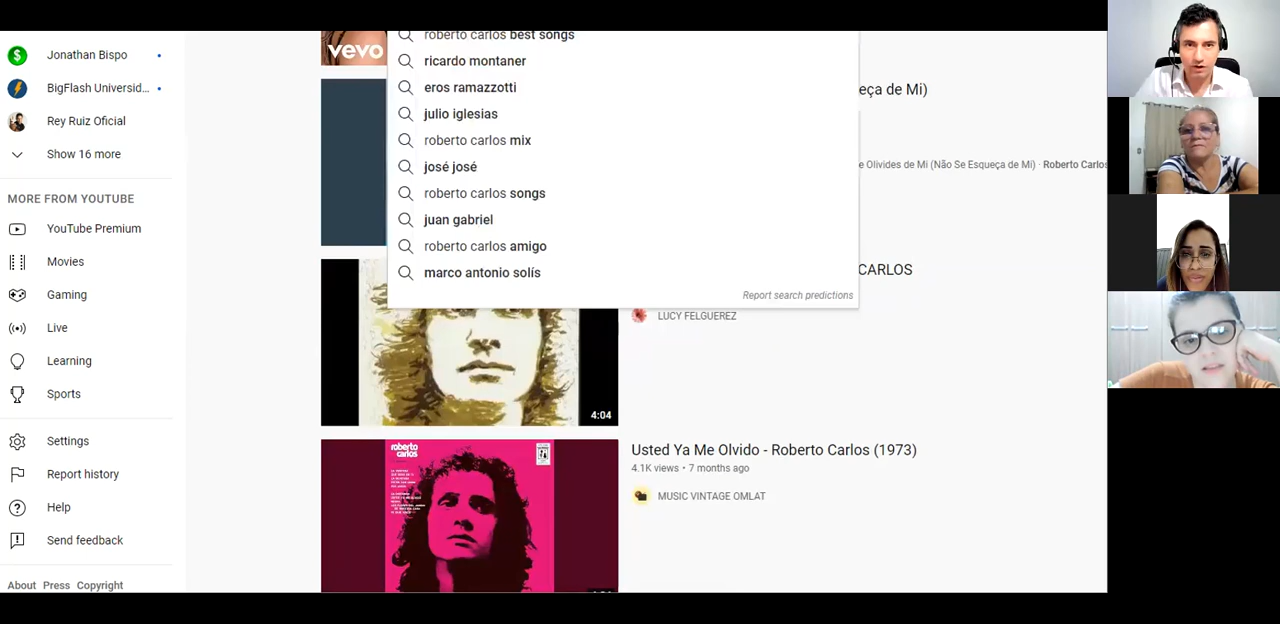 Jonathan Bispo
BigFlash Universid...
Rey Ruiz Oficial
Show 16 more
MORE FROM YOUTUBE
YouTube Premium
Movies
Gaming
Live
Learning
Sports
Settings
Report history
Help
Send feedback
About Press Copyright
vevo
roberto carlos best songs
ricardo montaner
eros ramazzotti
julio iglesias
roberto carlos mix
josé josé
roberto carlos songs
juan gabriel
roberto carlos amigo
marco antonio solís
Report search predictions
eça de Mi)
e Olivides de Mi (Não Se Esqueça de Mi) · Roberto Carlos
CARLOS
LUCY FELGUEREZ
4:04
roberto
carlos
Usted Ya Me Olvido - Roberto Carlos (1973)
4.1K views • 7 months ago
MUSIC VINTAGE OMLAT